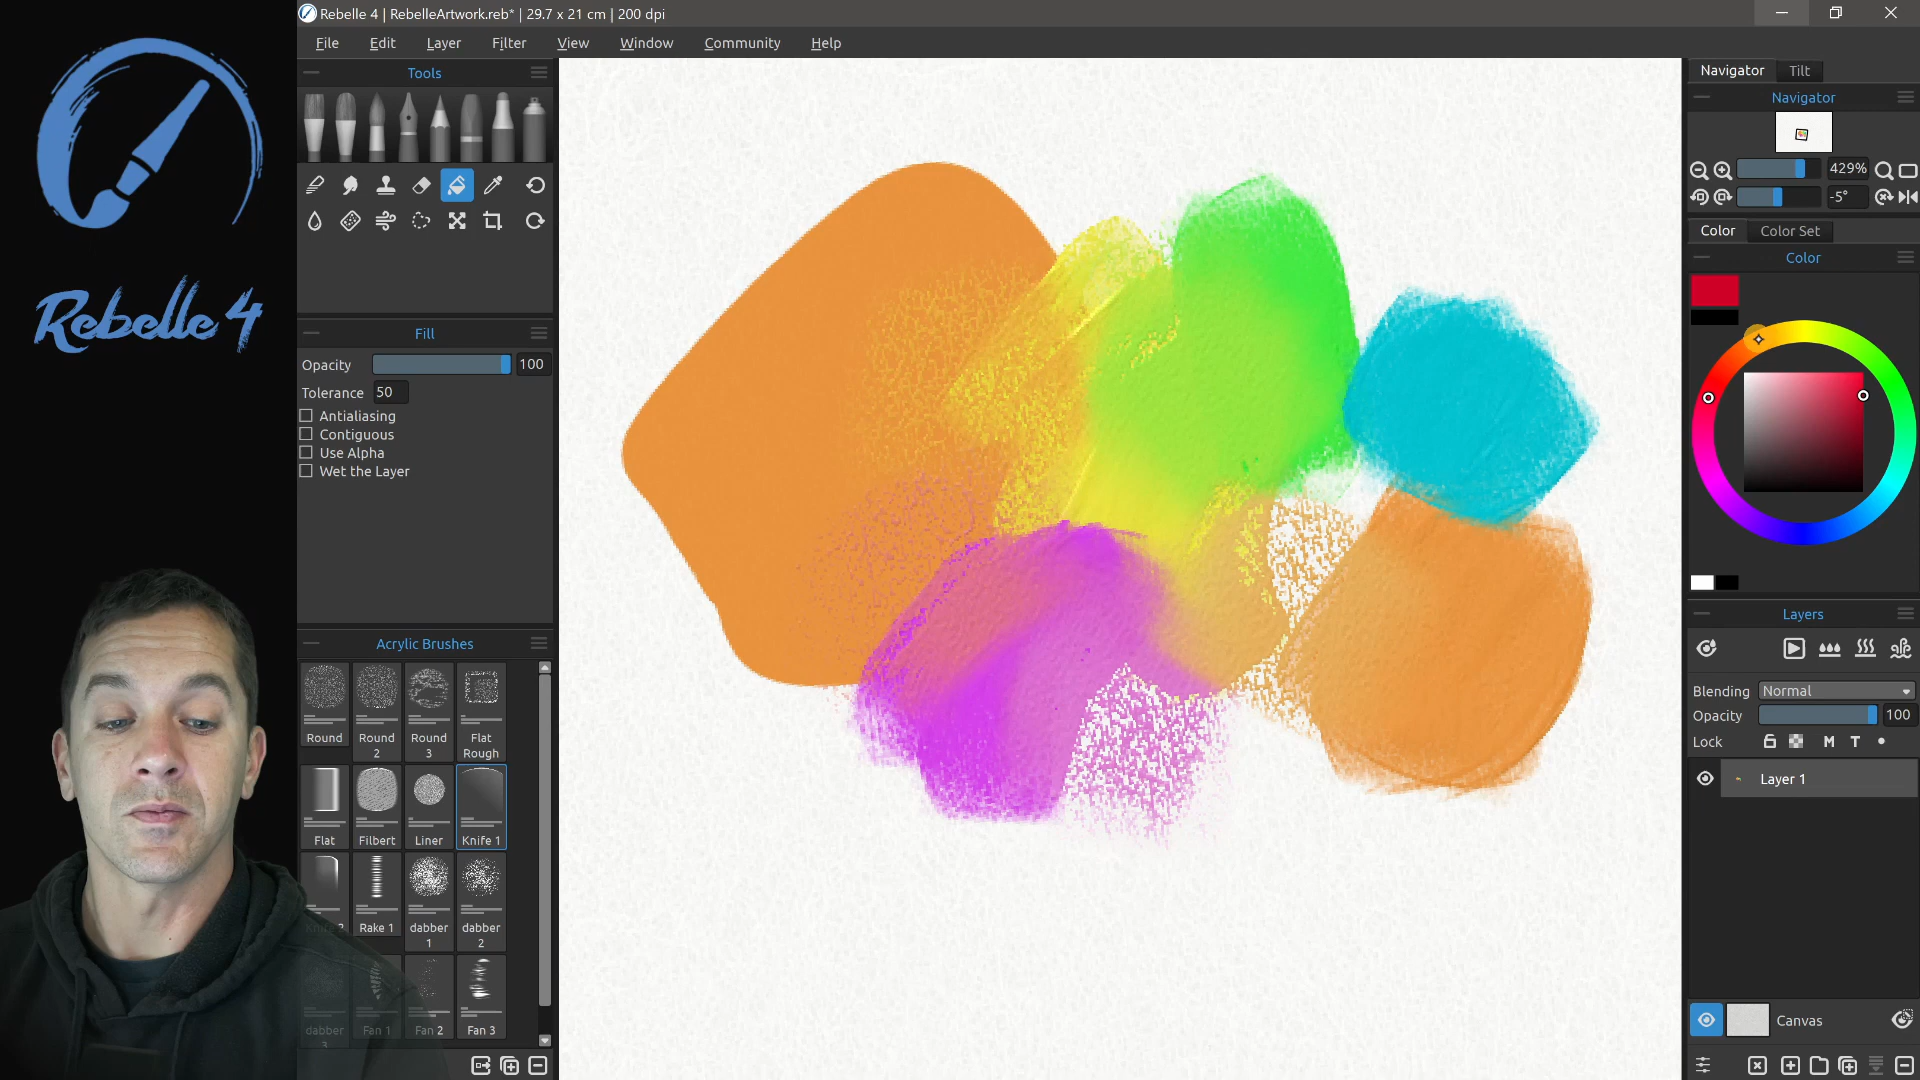 Rebelle 4 | RebelleArtwork.reb* | 29.7 x 21 cm | 200 dpi
File Edit Layer Filter View Window Community Help
Rebelle 4
Tools
Fill
Opacity 100
Tolerance 50
Antialiasing
Contiguous
Use Alpha
Wet the Layer
Acrylic Brushes
Round Round 2 Round 3 Flat Rough
Flat Filbert Liner Knife 1
Knife 2 Rake 1 dabber 1 dabber 2
dabber 3 Fan 1 Fan 2 Fan 3
Navigator Tilt
Navigator
429%
-5°
Color Color Set
Color
Layers
Blending Normal
Opacity 100
Lock M T
Layer 1
Canvas